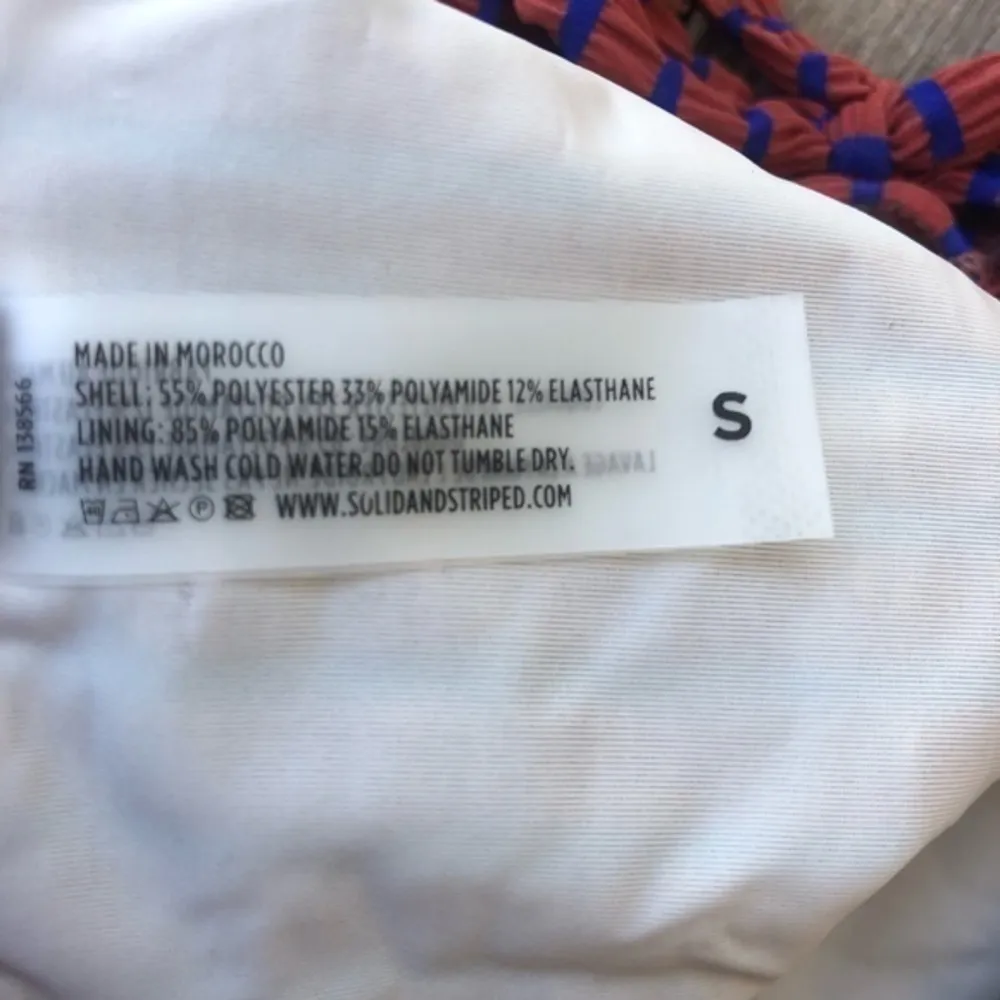 MADE IN MOROCCO
SHELL: 55% POLYESTER 33% POLYAMIDE 12% ELASTHANE
LINING: 85% POLYAMIDE 15% ELASTHANE
HAND WASH COLD WATER.DO NOT TUMBLE DRY.
P WWW.SOLIDANDSTRIPED.COM
S
RN 138566